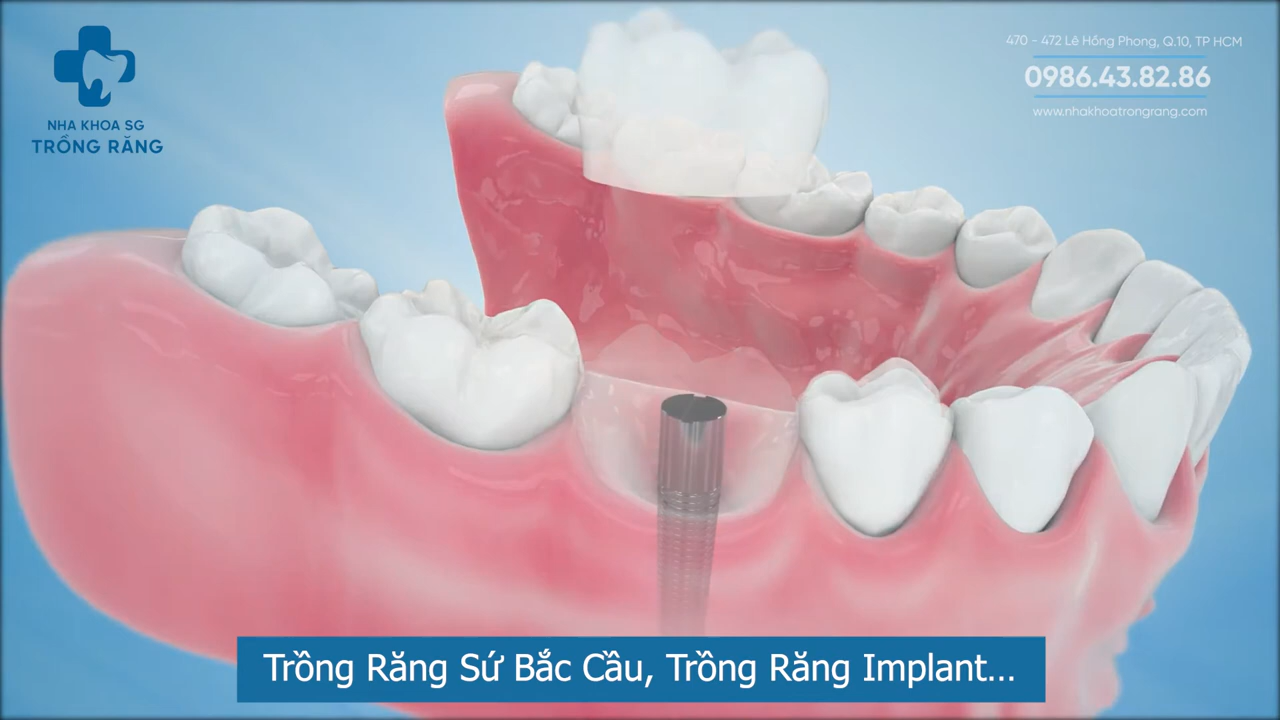 NHA KHOA SG
TRỒNG RĂNG
470 - 472 Lê Hồng Phong, Q.10, TP HCM
0986.43.82.86
www.nhakhoatrongrang.com
Trồng Răng Sứ Bắc Cầu, Trồng Răng Implant...